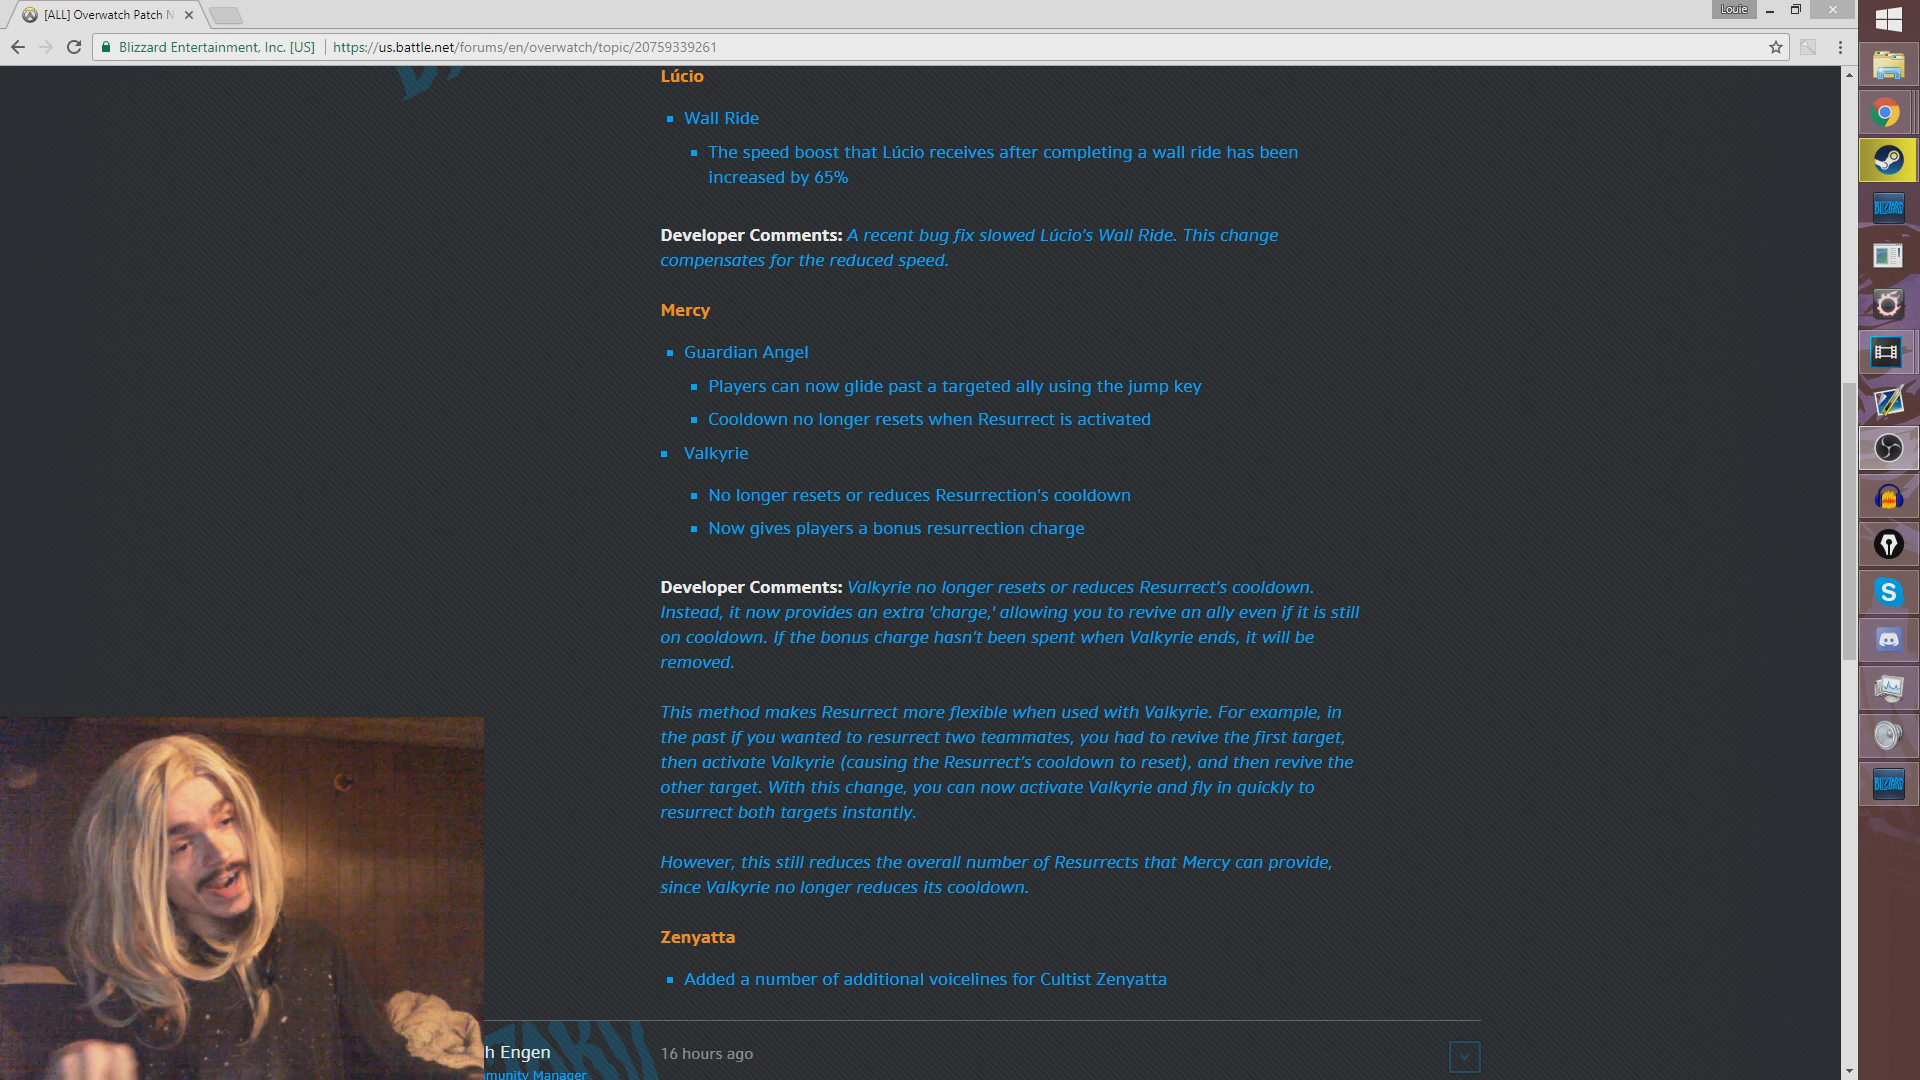 [ALL] Overwatch Patch N
Louie
Blizzard Entertainment, Inc. [US]
https://us.battle.net/forums/en/overwatch/topic/20759339261
Lúcio
Wall Ride
The speed boost that Lúcio receives after completing a wall ride has been
increased by 65%
Developer Comments: A recent bug fix slowed Lúcio's Wall Ride. This change
compensates for the reduced speed.
Mercy
Guardian Angel
Players can now glide past a targeted ally using the jump key
Cooldown no longer resets when Resurrect is activated
Valkyrie
No longer resets or reduces Resurrection's cooldown
Now gives players a bonus resurrection charge
Developer Comments: Valkyrie no longer resets or reduces Resurrect's cooldown.
Instead, it now provides an extra 'charge,' allowing you to revive an ally even if it is still
on cooldown. If the bonus charge hasn't been spent when Valkyrie ends, it will be
removed.
This method makes Resurrect more flexible when used with Valkyrie. For example, in
the past if you wanted to resurrect two teammates, you had to revive the first target,
then activate Valkyrie (causing the Resurrect's cooldown to reset), and then revive the
other target. With this change, you can now activate Valkyrie and fly in quickly to
resurrect both targets instantly.
However, this still reduces the overall number of Resurrects that Mercy can provide,
since Valkyrie no longer reduces its cooldown.
Zenyatta
Added a number of additional voicelines for Cultist Zenyatta
h Engen
munity Manager
16 hours ago
BLIZZARD
BLIZZARD